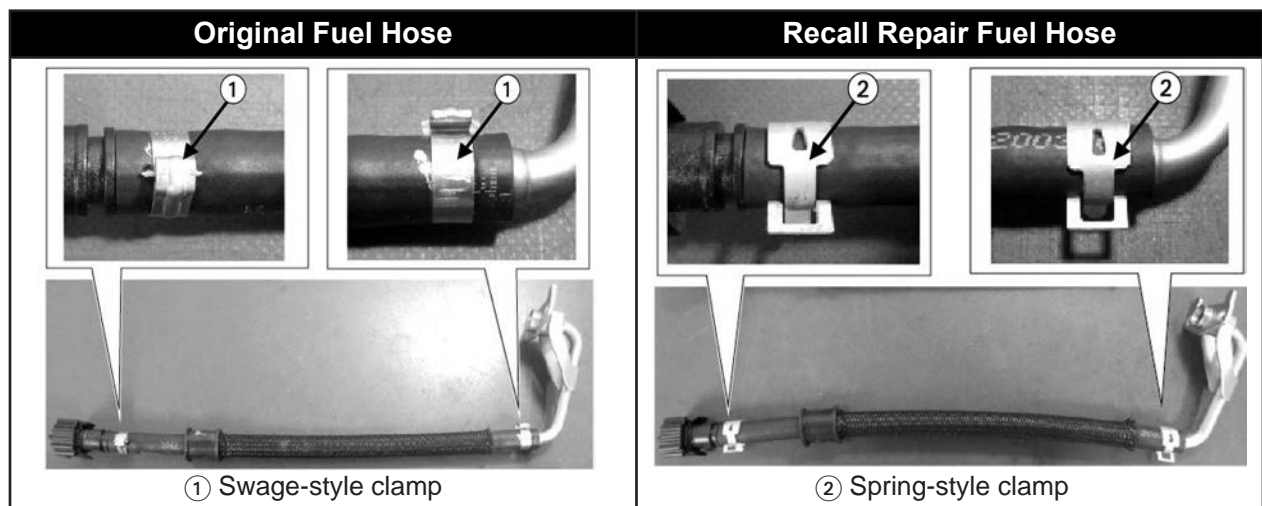 Original Fuel Hose
Recall Repair Fuel Hose
1
1
2
2
2003
① Swage-style clamp
② Spring-style clamp